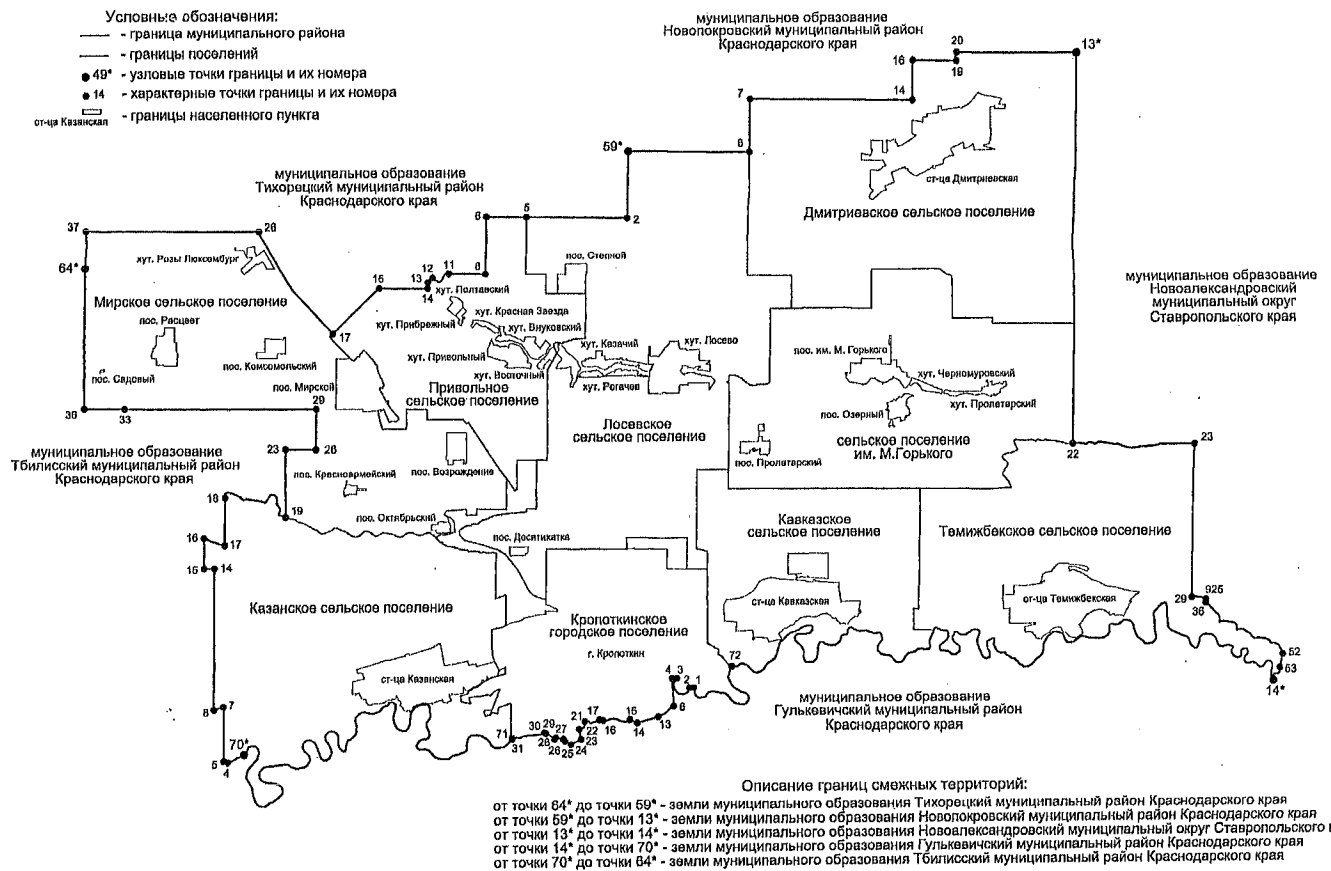 Условные обозначения:
- граница муниципального района
- границы поселений
49* - узловые точки границы и их номера
14 - характерные точки границы и их номера
ст-ца Казанская - границы населенного пункта
муниципальное образование
Новопокровский муниципальный район
Краснодарского края
муниципальное образование
Тихорецкий муниципальный район
Краснодарского края
муниципальное образование
Новоалександровский
муниципальный округ
Ставропольского края
муниципальное образование
Тбилисский муниципальный район
Краснодарского края
муниципальное образование
Гулькевичский муниципальный район
Краснодарского края
20
13*
16
19
14
7
6
59*
2
5
6
6
11
12
13
14
16
17
26
37
64*
36
33
29
26
23
19
18
17
16
15
14
7
8
5
4
70*
71
31
30
29
28
27
26
25
24
23
22
21
17
16
15
14
13
6
4
3
2
1
72
22
23
29
36
925
52
53
14*
ст-ца Дмитриевская
Дмитриевское сельское поселение
хут. Розы Люксембург
Мирское сельское поселение
пос. Расцвет
пос. Садовый
пос. Комсомольский
пос. Мирской
пос. Степной
хут. Полтавский
хут. Красная Звезда
хут. Прибрежный
хут. Внуковский
хут. Привольный
хут. Восточный
хут. Казачий
хут. Лосево
хут. Рогачев
Привольное
сельское поселение
Лосевское
сельское поселение
пос. им. М. Горького
хут. Черномуровский
хут. Пролетарский
пос. Озерный
сельское поселение
им. М.Горького
пос. Пролетарский
пос. Возрождение
пос. Красноармейский
пос. Октябрьский
пос. Десятихатка
Кавказское
сельское поселение
Темижбекское сельское поселение
ст-ца Кавказская
ст-ца Темижбекская
Казанское сельское поселение
ст-ца Казанская
Кропоткинское
городское поселение
г. Кропоткин
Описание границ смежных территорий:
от точки 64* до точки 59* - земли муниципального образования Тихорецкий муниципальный район Краснодарского края
от точки 59* до точки 13* - земли муниципального образования Новопокровский муниципальный район Краснодарского края
от точки 13* до точки 14* - земли муниципального образования Новоалександровский муниципальный округ Ставропольского
от точки 14* до точки 70* - земли муниципального образования Гулькевичский муниципальный район Краснодарского края
от точки 70* до точки 64* - земли муниципального образования Тбилисский муниципальный район Краснодарского края